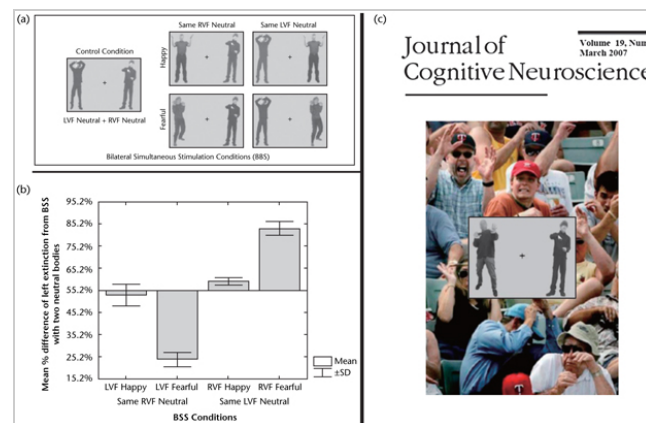 (a)
Control Condition
LVF Neutral + RVF Neutral
Same RVF Neutral
Same LVF Neutral
Happy
Fearful
Bilateral Simultaneous Stimulation Conditions (BBS)
(b)
Mean % difference of left extinction from BSS
with two neutral bodies
95.2%
85.2%
75.2%
65.2%
55.2%
45.2%
35.2%
25.2%
15.2%
LVF Happy LVF Fearful RVF Happy RVF Fearful
Same RVF Neutral Same LVF Neutral
BSS Conditions
Mean
±SD
(c)
Journal of
Cognitive Neuroscience
Volume 19, Num
March 2007